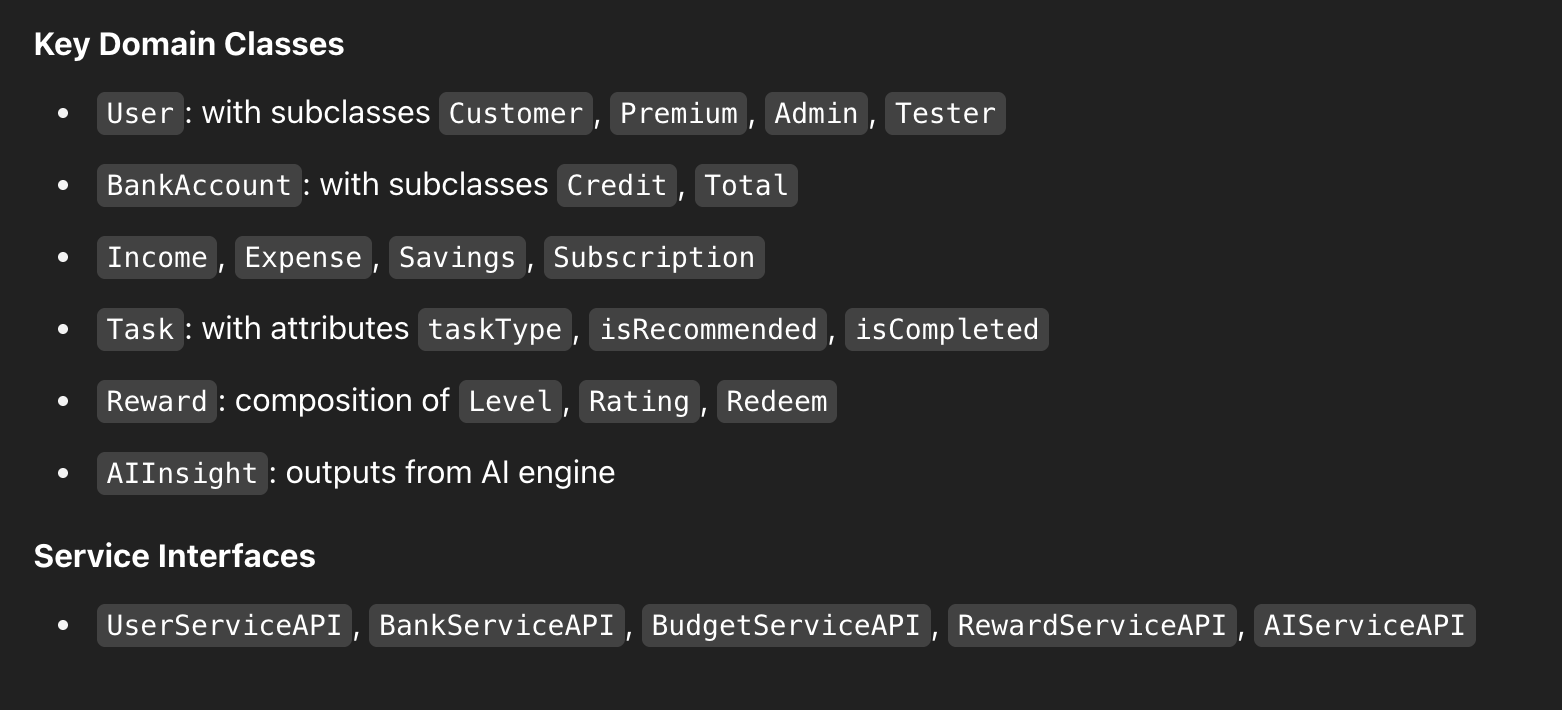 Key Domain Classes
• User: with subclasses Customer, Premium, Admin, Tester
• BankAccount: with subclasses Credit, Total
• Income, Expense, Savings, Subscription
• Task: with attributes taskType, isRecommended, isCompleted
• Reward: composition of Level, Rating, Redeem
• AIInsight: outputs from AI engine
Service Interfaces
• UserServiceAPI, BankServiceAPI, BudgetServiceAPI, RewardServiceAPI, AIServiceAPI